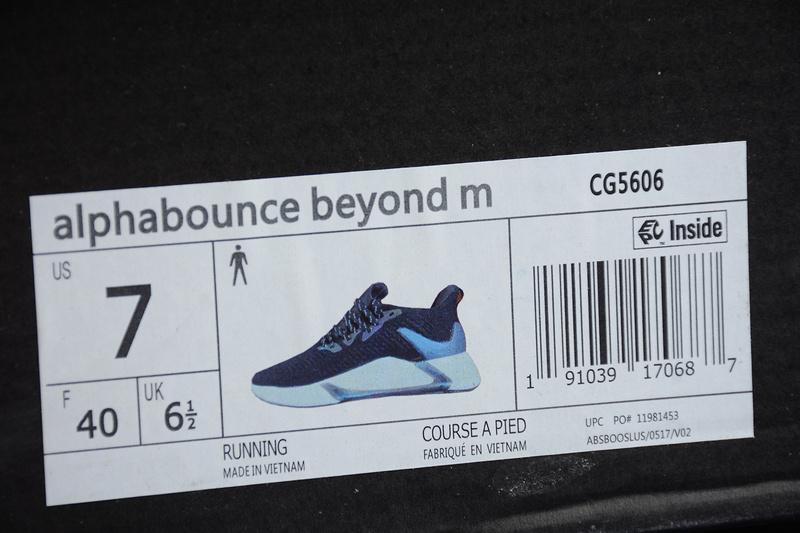 alphabounce beyond m
CG5606
US
7
F
40
UK
6½
EPC™ Inside
1 91039 17068 7
RUNNING
MADE IN VIETNAM
COURSE A PIED
FABRIQUÉ EN VIETNAM
UPC PO# 11981453
ABSBOOSLUS/0517/V02